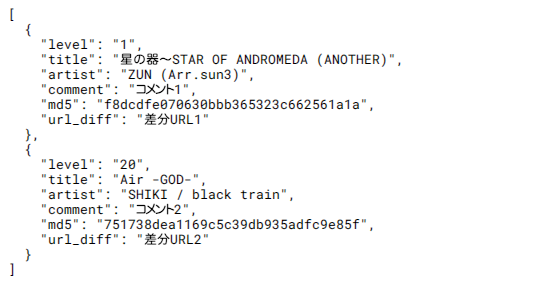 [
  {
    "level": "1",
    "title": "星の器～STAR OF ANDROMEDA (ANOTHER)",
    "artist": "ZUN (Arr.sun3)",
    "comment": "コメント1",
    "md5": "f8dcdfe070630bbb365323c662561a1a",
    "url_diff": "差分URL1"
  },
  {
    "level": "20",
    "title": "Air -GOD-",
    "artist": "SHIKI / black train",
    "comment": "コメント2",
    "md5": "751738dea1169c5c39db935adfc9e85f",
    "url_diff": "差分URL2"
  }
]